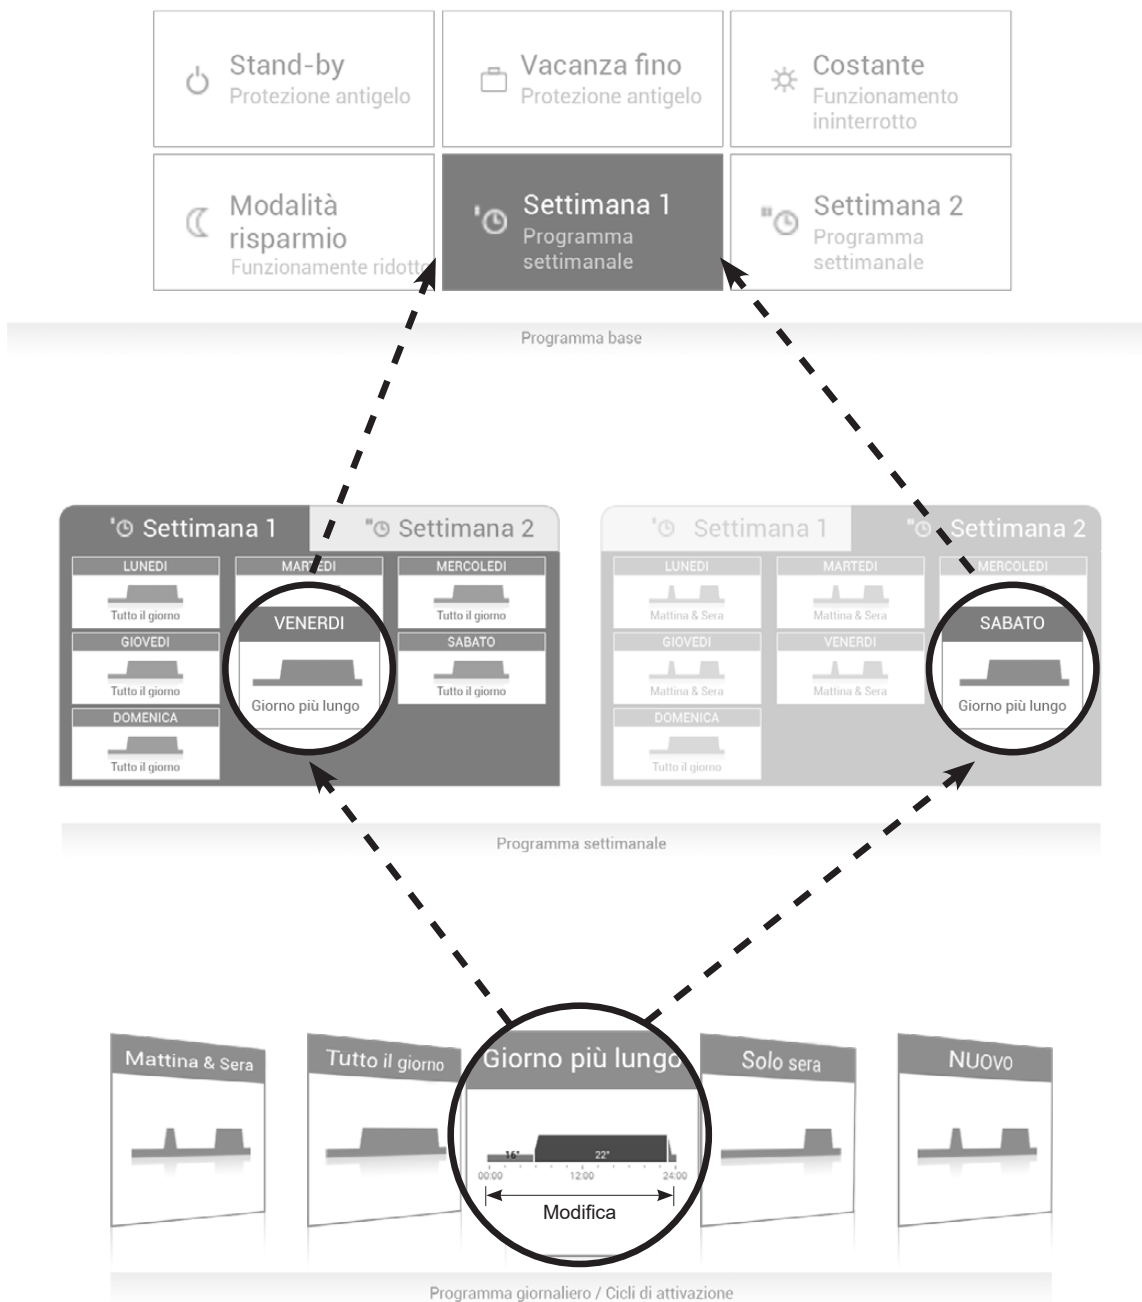 Stand-by
Protezione antigelo
Vacanza fino
Protezione antigelo
Costante
Funzionamento
ininterrotto
Modalità
risparmio
Funzionamente ridotto
Settimana 1
Programma
settimanale
Settimana 2
Programma
settimanale
Programma base
Settimana 1
Settimana 2
LUNEDI
Tutto il giorno
MARTEDI
MERCOLEDI
Tutto il giorno
GIOVEDI
Tutto il giorno
VENERDI
Giorno più lungo
SABATO
Tutto il giorno
DOMENICA
Tutto il giorno
Settimana 1
Settimana 2
LUNEDI
Mattina & Sera
MARTEDI
Mattina & Sera
MERCOLEDI
GIOVEDI
Mattina & Sera
VENERDI
Mattina & Sera
SABATO
Giorno più lungo
DOMENICA
Tutto il giorno
Programma settimanale
Mattina & Sera
Tutto il giorno
Giorno più lungo
16°
22°
00:00
12:00
24:00
Modifica
Solo sera
NUOVO
Programma giornaliero / Cicli di attivazione